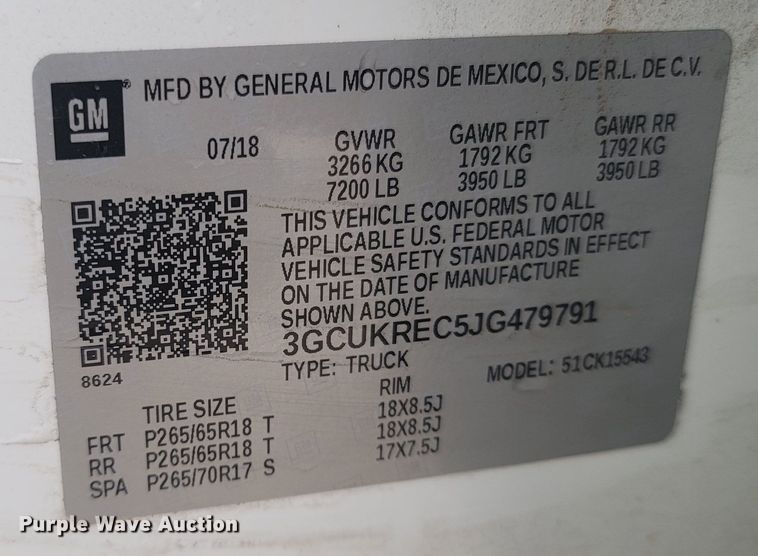 GM
MFD BY GENERAL MOTORS DE MEXICO, S. DE R.L. DE C.V.
07/18 GVWR GAWR FRT GAWR RR
3266 KG 1792 KG 1792 KG
7200 LB 3950 LB 3950 LB
THIS VEHICLE CONFORMS TO ALL
APPLICABLE U.S. FEDERAL MOTOR
VEHICLE SAFETY STANDARDS IN EFFECT
ON THE DATE OF MANUFACTURE
SHOWN ABOVE.
3GCUKREC5JG479791
8624
TYPE: TRUCK MODEL: 51CK15543
TIRE SIZE RIM
FRT P265/65R18 T 18X8.5J
RR P265/65R18 T 18X8.5J
SPA P265/70R17 S 17X7.5J
Purple Wave Auction